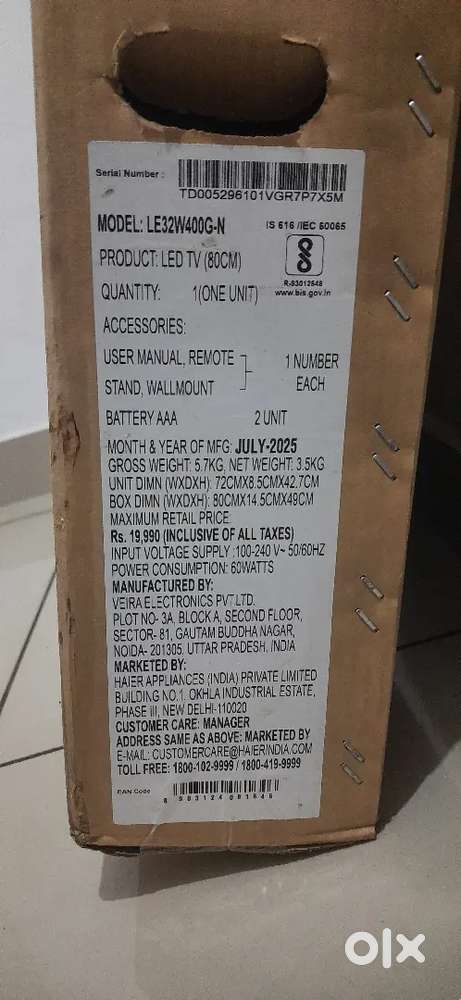 Serial Number :
TD005296101VGR7P7X5M
MODEL: LE32W400G-N
IS 616 /IEC 60065
PRODUCT: LED TV (80CM)
R-93012548
www.bis.gov.in
QUANTITY: 1(ONE UNIT)
ACCESSORIES:
USER MANUAL, REMOTE
STAND, WALLMOUNT
1 NUMBER
EACH
BATTERY AAA 2 UNIT
MONTH & YEAR OF MFG: JULY-2025
GROSS WEIGHT: 5.7KG, NET WEIGHT: 3.5KG
UNIT DIMN (WXDXH): 72CMX8.5CMX42.7CM
BOX DIMN (WXDXH): 80CMX14.5CMX49CM
MAXIMUM RETAIL PRICE
Rs. 19,990 (INCLUSIVE OF ALL TAXES)
INPUT VOLTAGE SUPPLY :100-240 V~ 50/60HZ
POWER CONSUMPTION: 60WATTS
MANUFACTURED BY:
VEIRA ELECTRONICS PVT.LTD.
PLOT NO- 3A, BLOCK A, SECOND FLOOR,
SECTOR- 81, GAUTAM BUDDHA NAGAR,
NOIDA- 201305, UTTAR PRADESH, INDIA
MARKETED BY:
HAIER APPLIANCES (INDIA) PRIVATE LIMITED
BUILDING NO.1, OKHLA INDUSTRIAL ESTATE,
PHASE III, NEW DELHI-110020
CUSTOMER CARE: MANAGER
ADDRESS SAME AS ABOVE: MARKETED BY
E-MAIL: CUSTOMERCARE@HAIERINDIA.COM
TOLL FREE: 1800-102-9999 / 1800-419-9999
EAN Code
olx